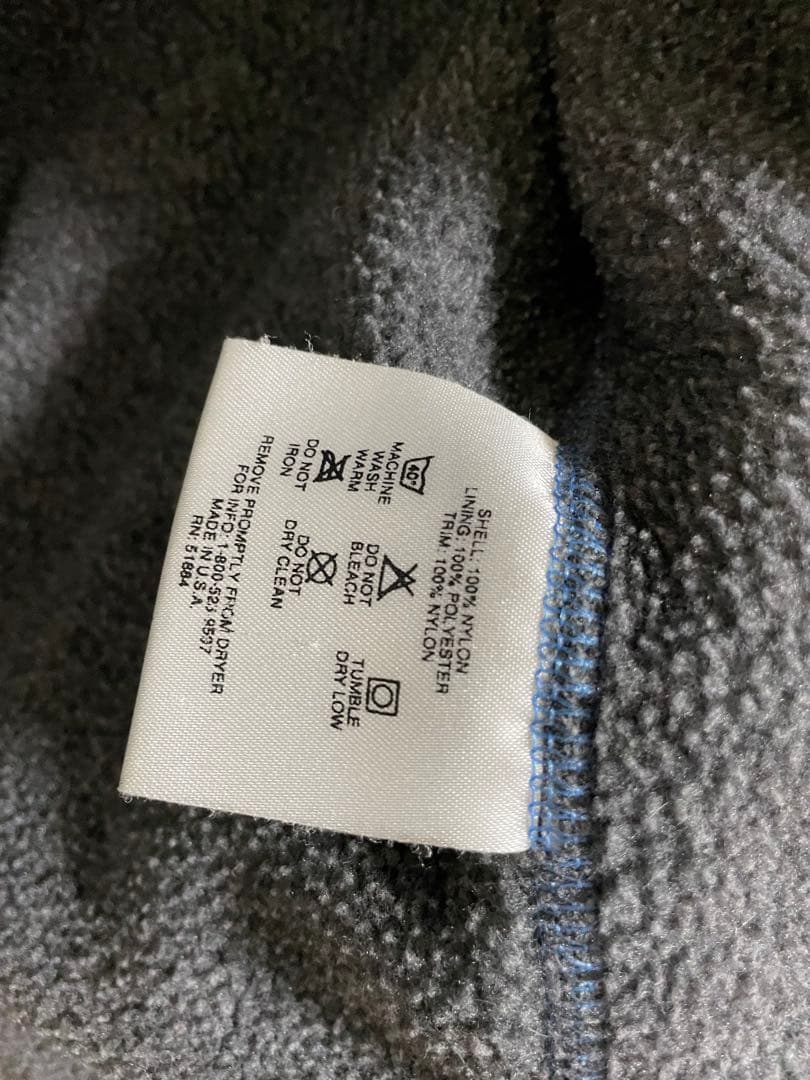 SHELL: 100% NYLON
LINING: 100% POLYESTER
TRIM: 100% NYLON
40°
MACHINE
WASH
WARM
DO NOT
BLEACH
TUMBLE
DRY LOW
DO NOT
IRON
DO NOT
DRY CLEAN
REMOVE PROMPTLY FROM DRYER
FOR INFO: 1-800-523-9597
MADE IN U.S.A.
RN: 51884